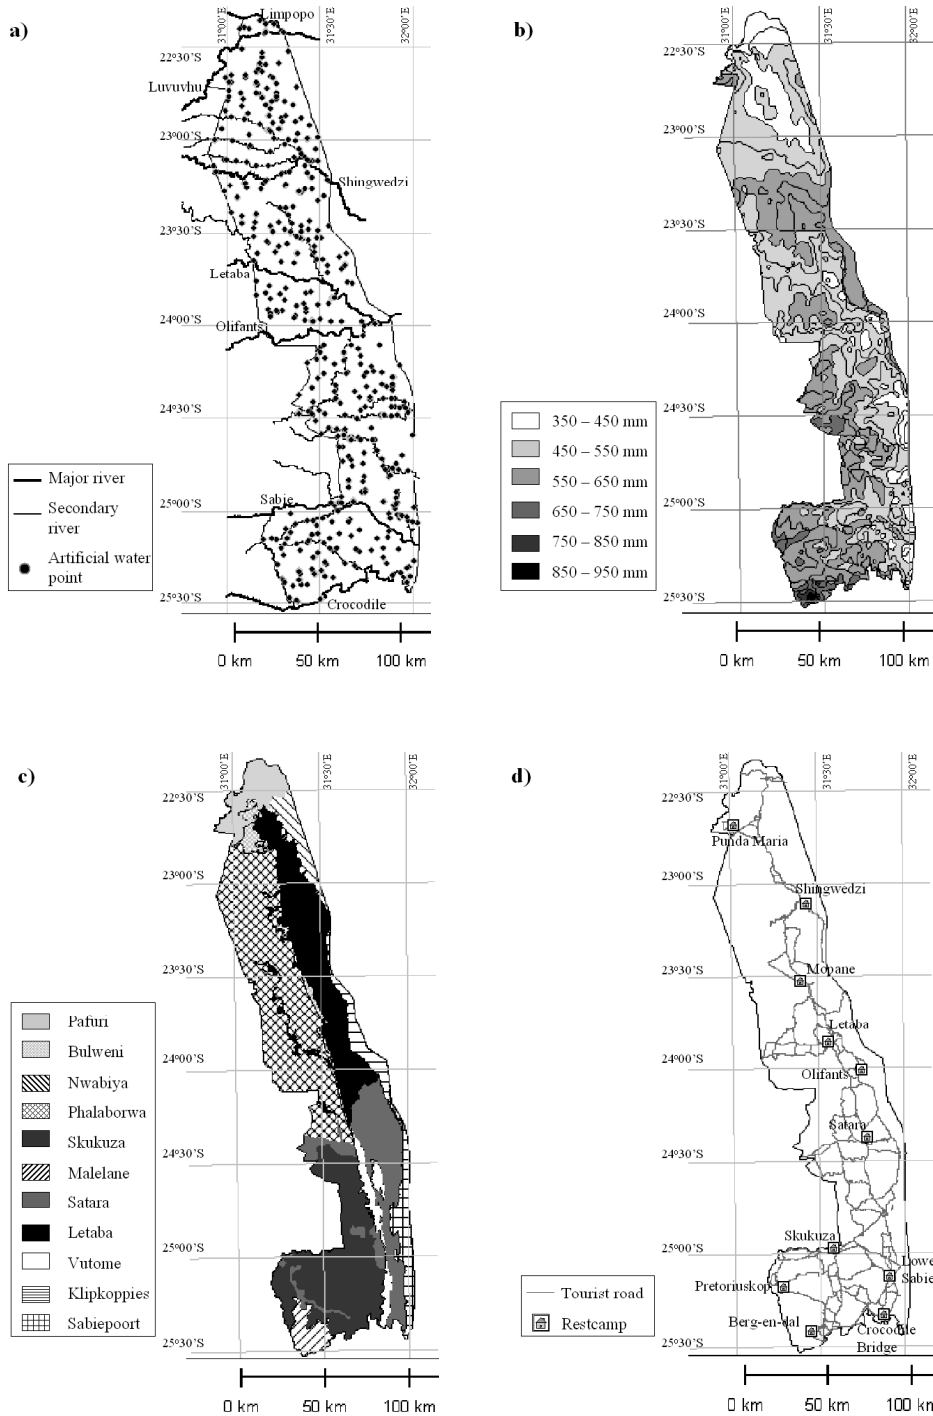 a)
31°00'E
31°30'E
32°00'E
Limpopo
22°30'S
Luvuvhu
23°00'S
Shingwedzi
23°30'S
Letaba
24°00'S
Olifants
24°30'S
Sabie
25°00'S
Crocodile
25°30'S
Major river
Secondary
river
Artificial water
point
0 km
50 km
100 km
b)
31°00'E
31°30'E
32°00'E
22°30'S
23°00'S
23°30'S
24°00'S
24°30'S
25°00'S
25°30'S
350 – 450 mm
450 – 550 mm
550 – 650 mm
650 – 750 mm
750 – 850 mm
850 – 950 mm
0 km
50 km
100 km
c)
31°00'E
31°30'E
32°00'E
22°30'S
23°00'S
23°30'S
24°00'S
24°30'S
25°00'S
25°30'S
Pafuri
Bulweni
Nwabiya
Phalaborwa
Skukuza
Malelane
Satara
Letaba
Vutome
Klipkoppies
Sabiepoort
0 km
50 km
100 km
d)
31°00'E
31°30'E
32°00'E
22°30'S
Punda Maria
23°00'S
Shingwedzi
23°30'S
Mopane
Letaba
24°00'S
Olifants
Satara
24°30'S
Skukuza
25°00'S
Lowe
Sabie
Pretoriuskop
Berg-en-dal
Crocodile
Bridge
25°30'S
Tourist road
Restcamp
0 km
50 km
100 km